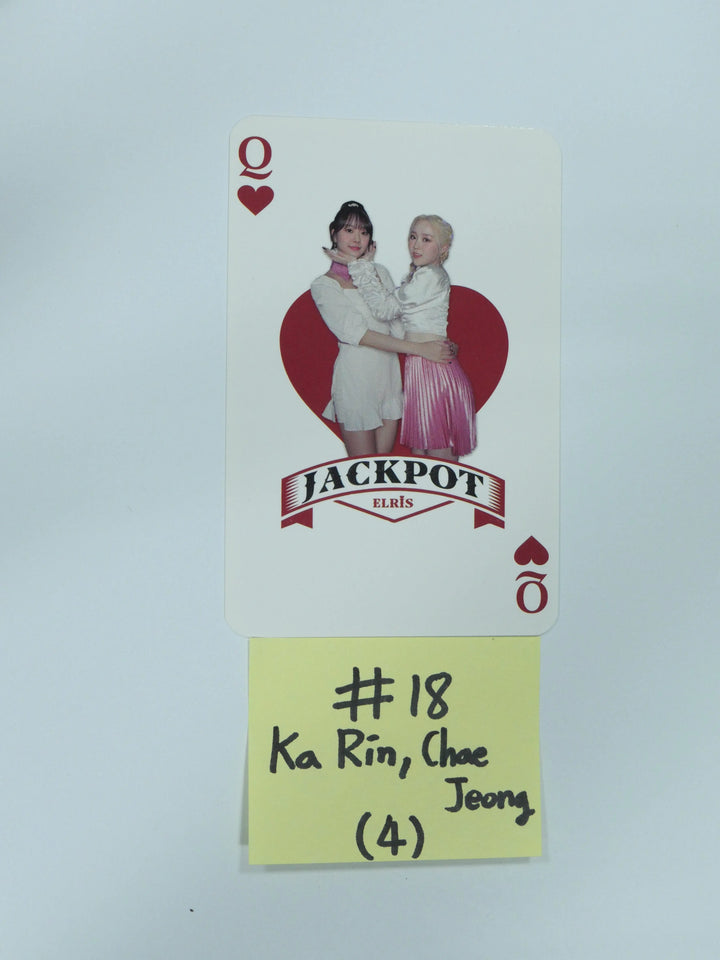 Q
JACKPOT
ELRIS
Q
#18
Ka Rin, Chae
Jeong
(4)